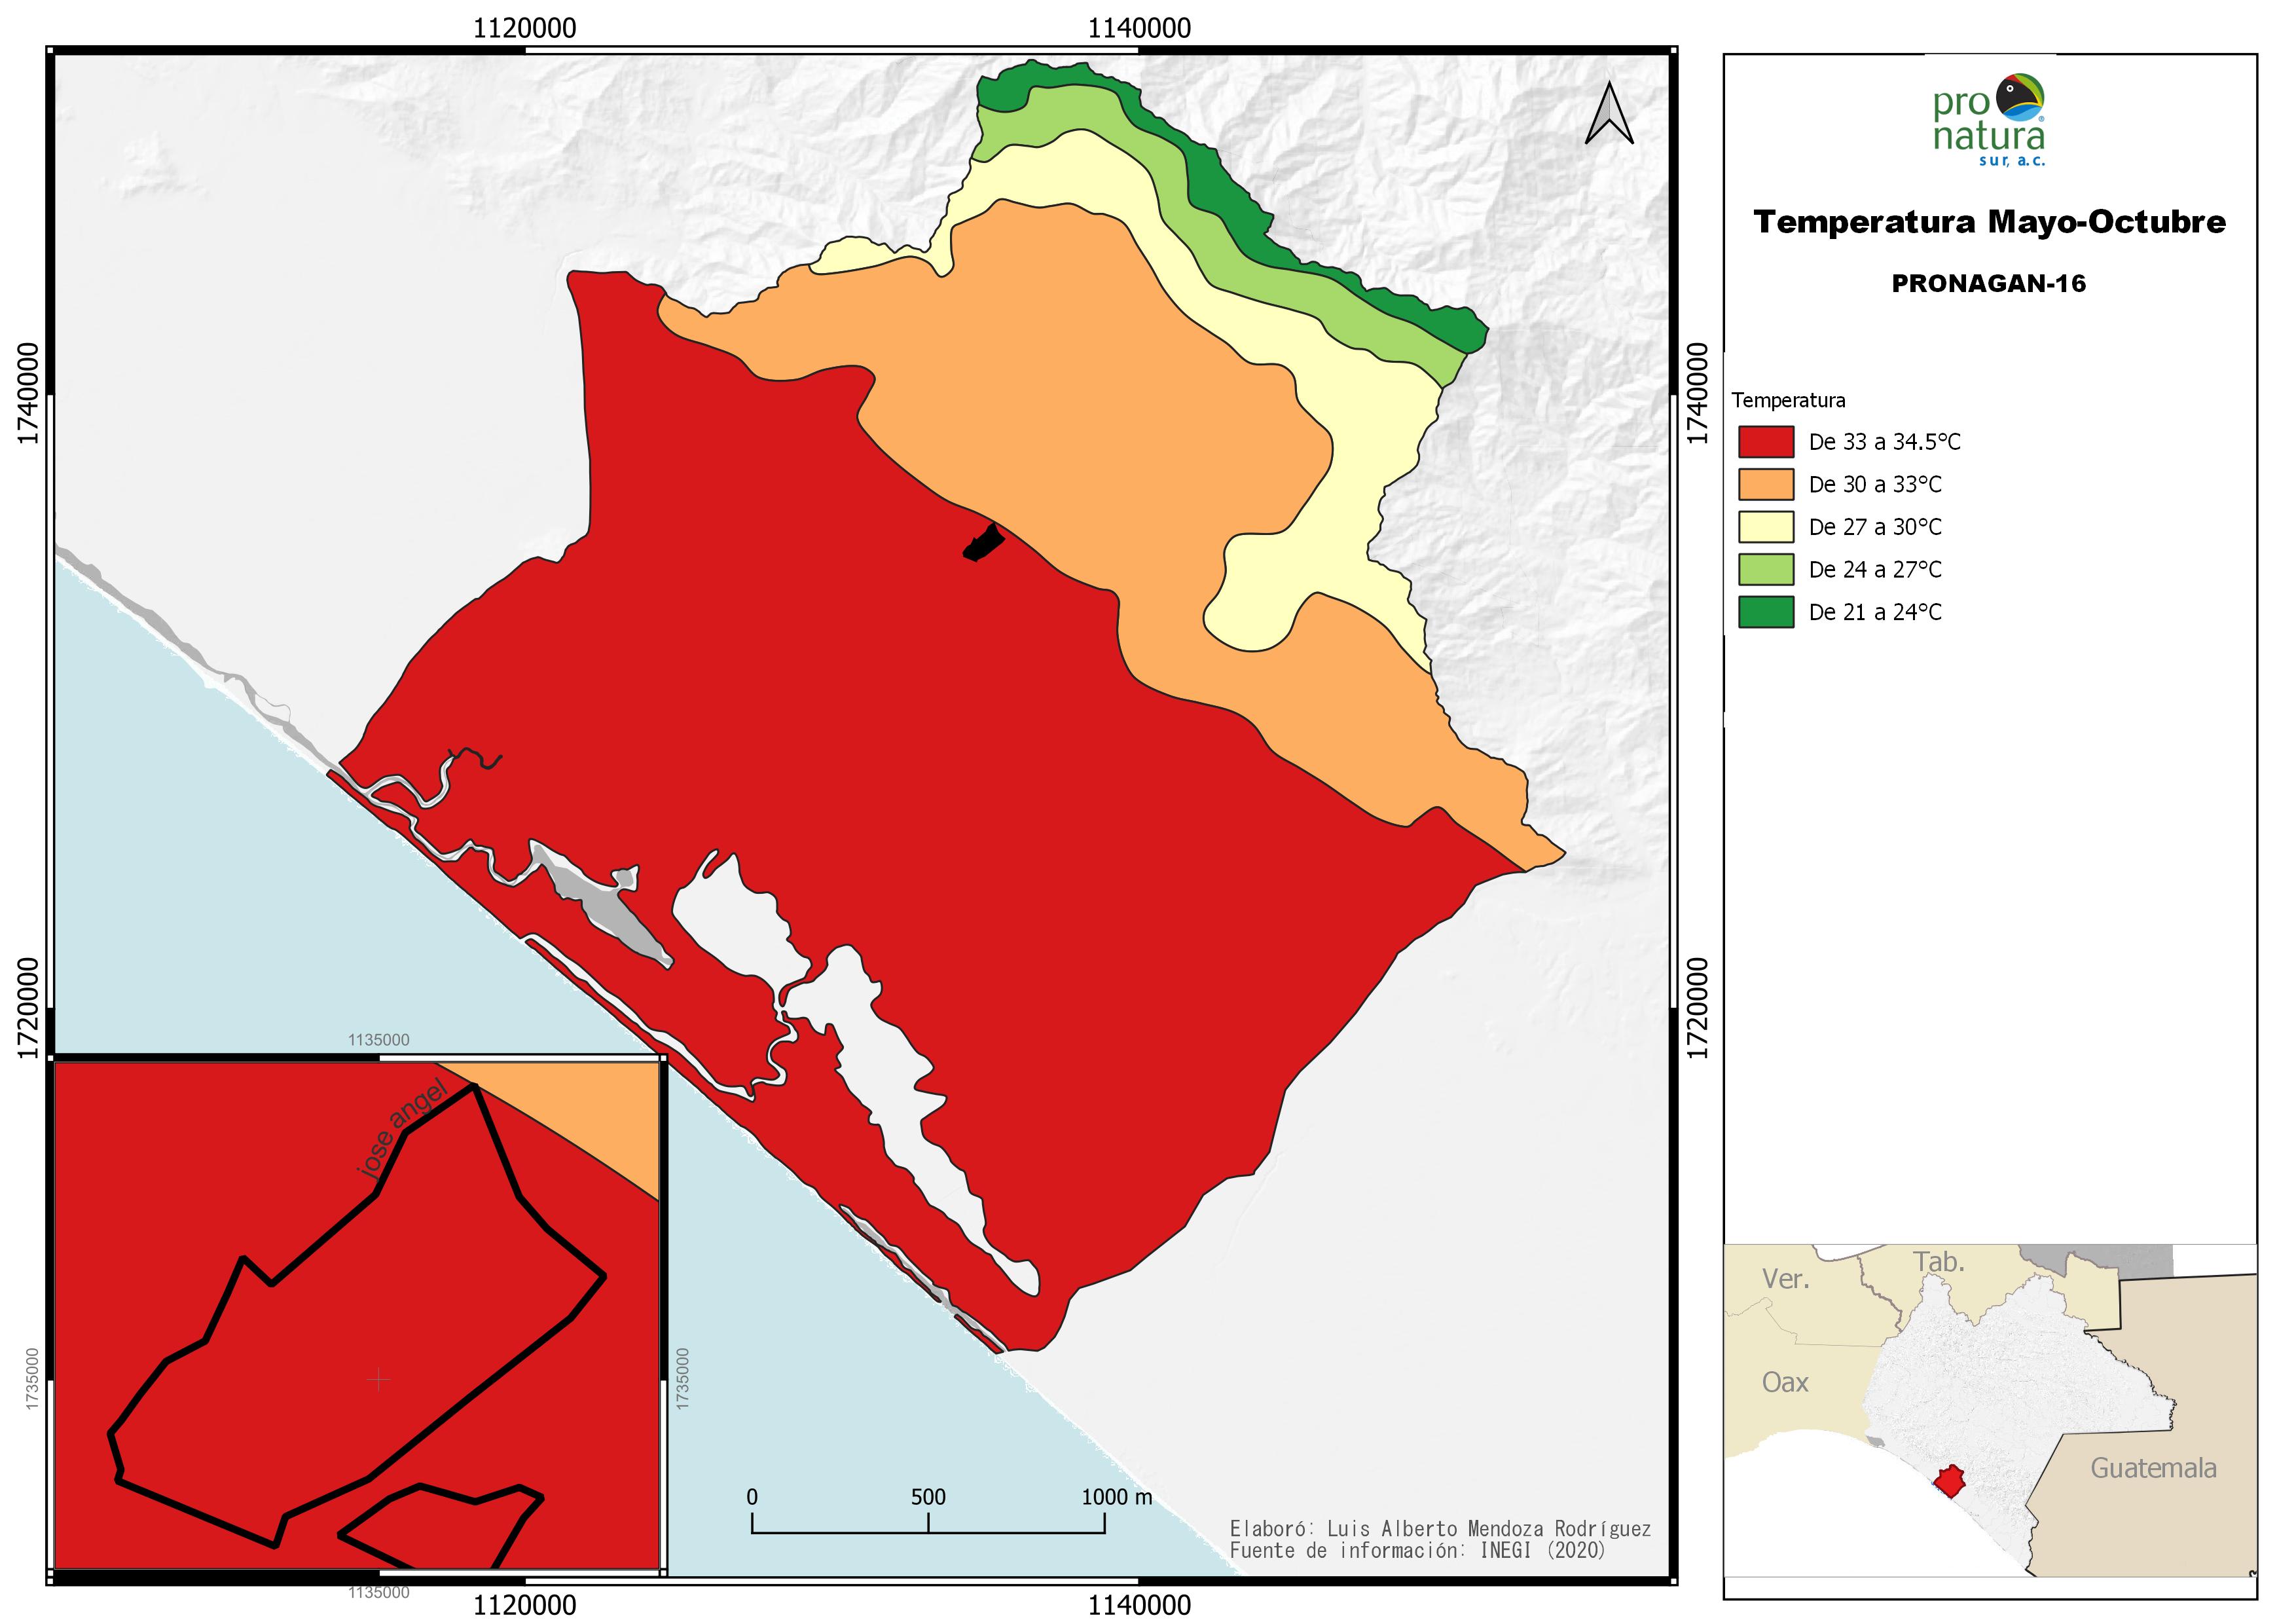 1120000
1140000
1740000
1740000
1720000
1720000
1135000
jose angel
1735000
1735000
1135000
1120000
1140000
0
500
1000 m
Elaboró: Luis Alberto Mendoza Rodríguez
Fuente de información: INEGI (2020)
pro
natura
sur, a.c.
Temperatura Mayo-Octubre
PRONAGAN-16
Temperatura
De 33 a 34.5°C
De 30 a 33°C
De 27 a 30°C
De 24 a 27°C
De 21 a 24°C
Ver.
Tab.
Oax
Guatemala